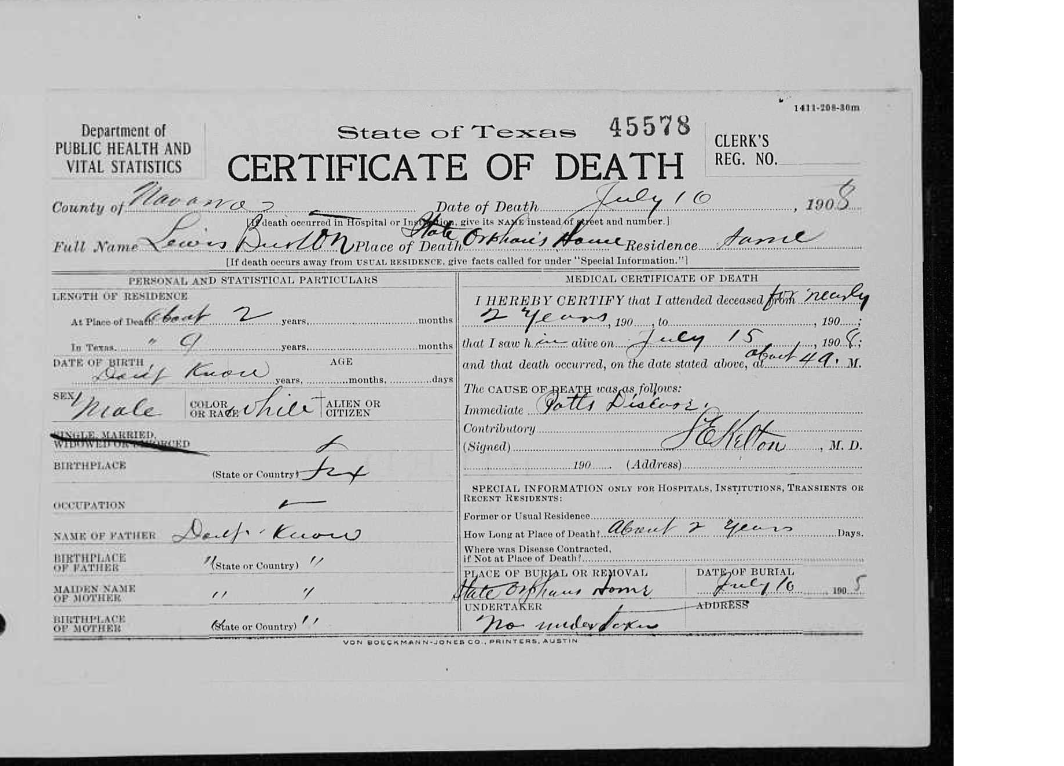 1411-208-30m
Department of
PUBLIC HEALTH AND
VITAL STATISTICS
State of Texas 45578
CERTIFICATE OF DEATH
CLERK'S
REG. NO.
County of Navarro Date of Death July 16, 1908
[If death occurred in Hospital or Institution, give its NAME instead of street and number.]
Full Name Lewis Place of Death State Orphans Home Residence same
[If death occurs away from USUAL RESIDENCE, give facts called for under "Special Information."]
PERSONAL AND STATISTICAL PARTICULARS
LENGTH OF RESIDENCE
At Place of Death About 2 years, months
In Texas. " 9 years, months
DATE OF BIRTH AGE
Dont Know years, months, days
SEX Male COLOR OR RACE white ALIEN OR CITIZEN
SINGLE, MARRIED,
WIDOWED OR DIVORCED
BIRTHPLACE
(State or Country) Tex
OCCUPATION
NAME OF FATHER Dont Know
BIRTHPLACE
OF FATHER " (State or Country) "
MAIDEN NAME
OF MOTHER " "
BIRTHPLACE
OF MOTHER (State or Country) "
MEDICAL CERTIFICATE OF DEATH
I HEREBY CERTIFY that I attended deceased from nearly
2 years, 190 , to , 190 ;
that I saw him alive on July 15 1908;
and that death occurred, on the date stated above, at about 4 a. M.
The CAUSE OF DEATH was as follows:
Immediate Potts Disease
Contributory
(Signed) Kelton, M. D.
190 (Address)
SPECIAL INFORMATION ONLY FOR HOSPITALS, INSTITUTIONS, TRANSIENTS OR
RECENT RESIDENTS:
Former or Usual Residence
How Long at Place of Death? About 2 years Days.
Where was Disease Contracted,
if Not at Place of Death?
PLACE OF BURIAL OR REMOVAL DATE OF BURIAL
State Orphans Home July 16, 190
UNDERTAKER ADDRESS
No undertaker
VON BOECKMANN-JONES CO., PRINTERS, AUSTIN